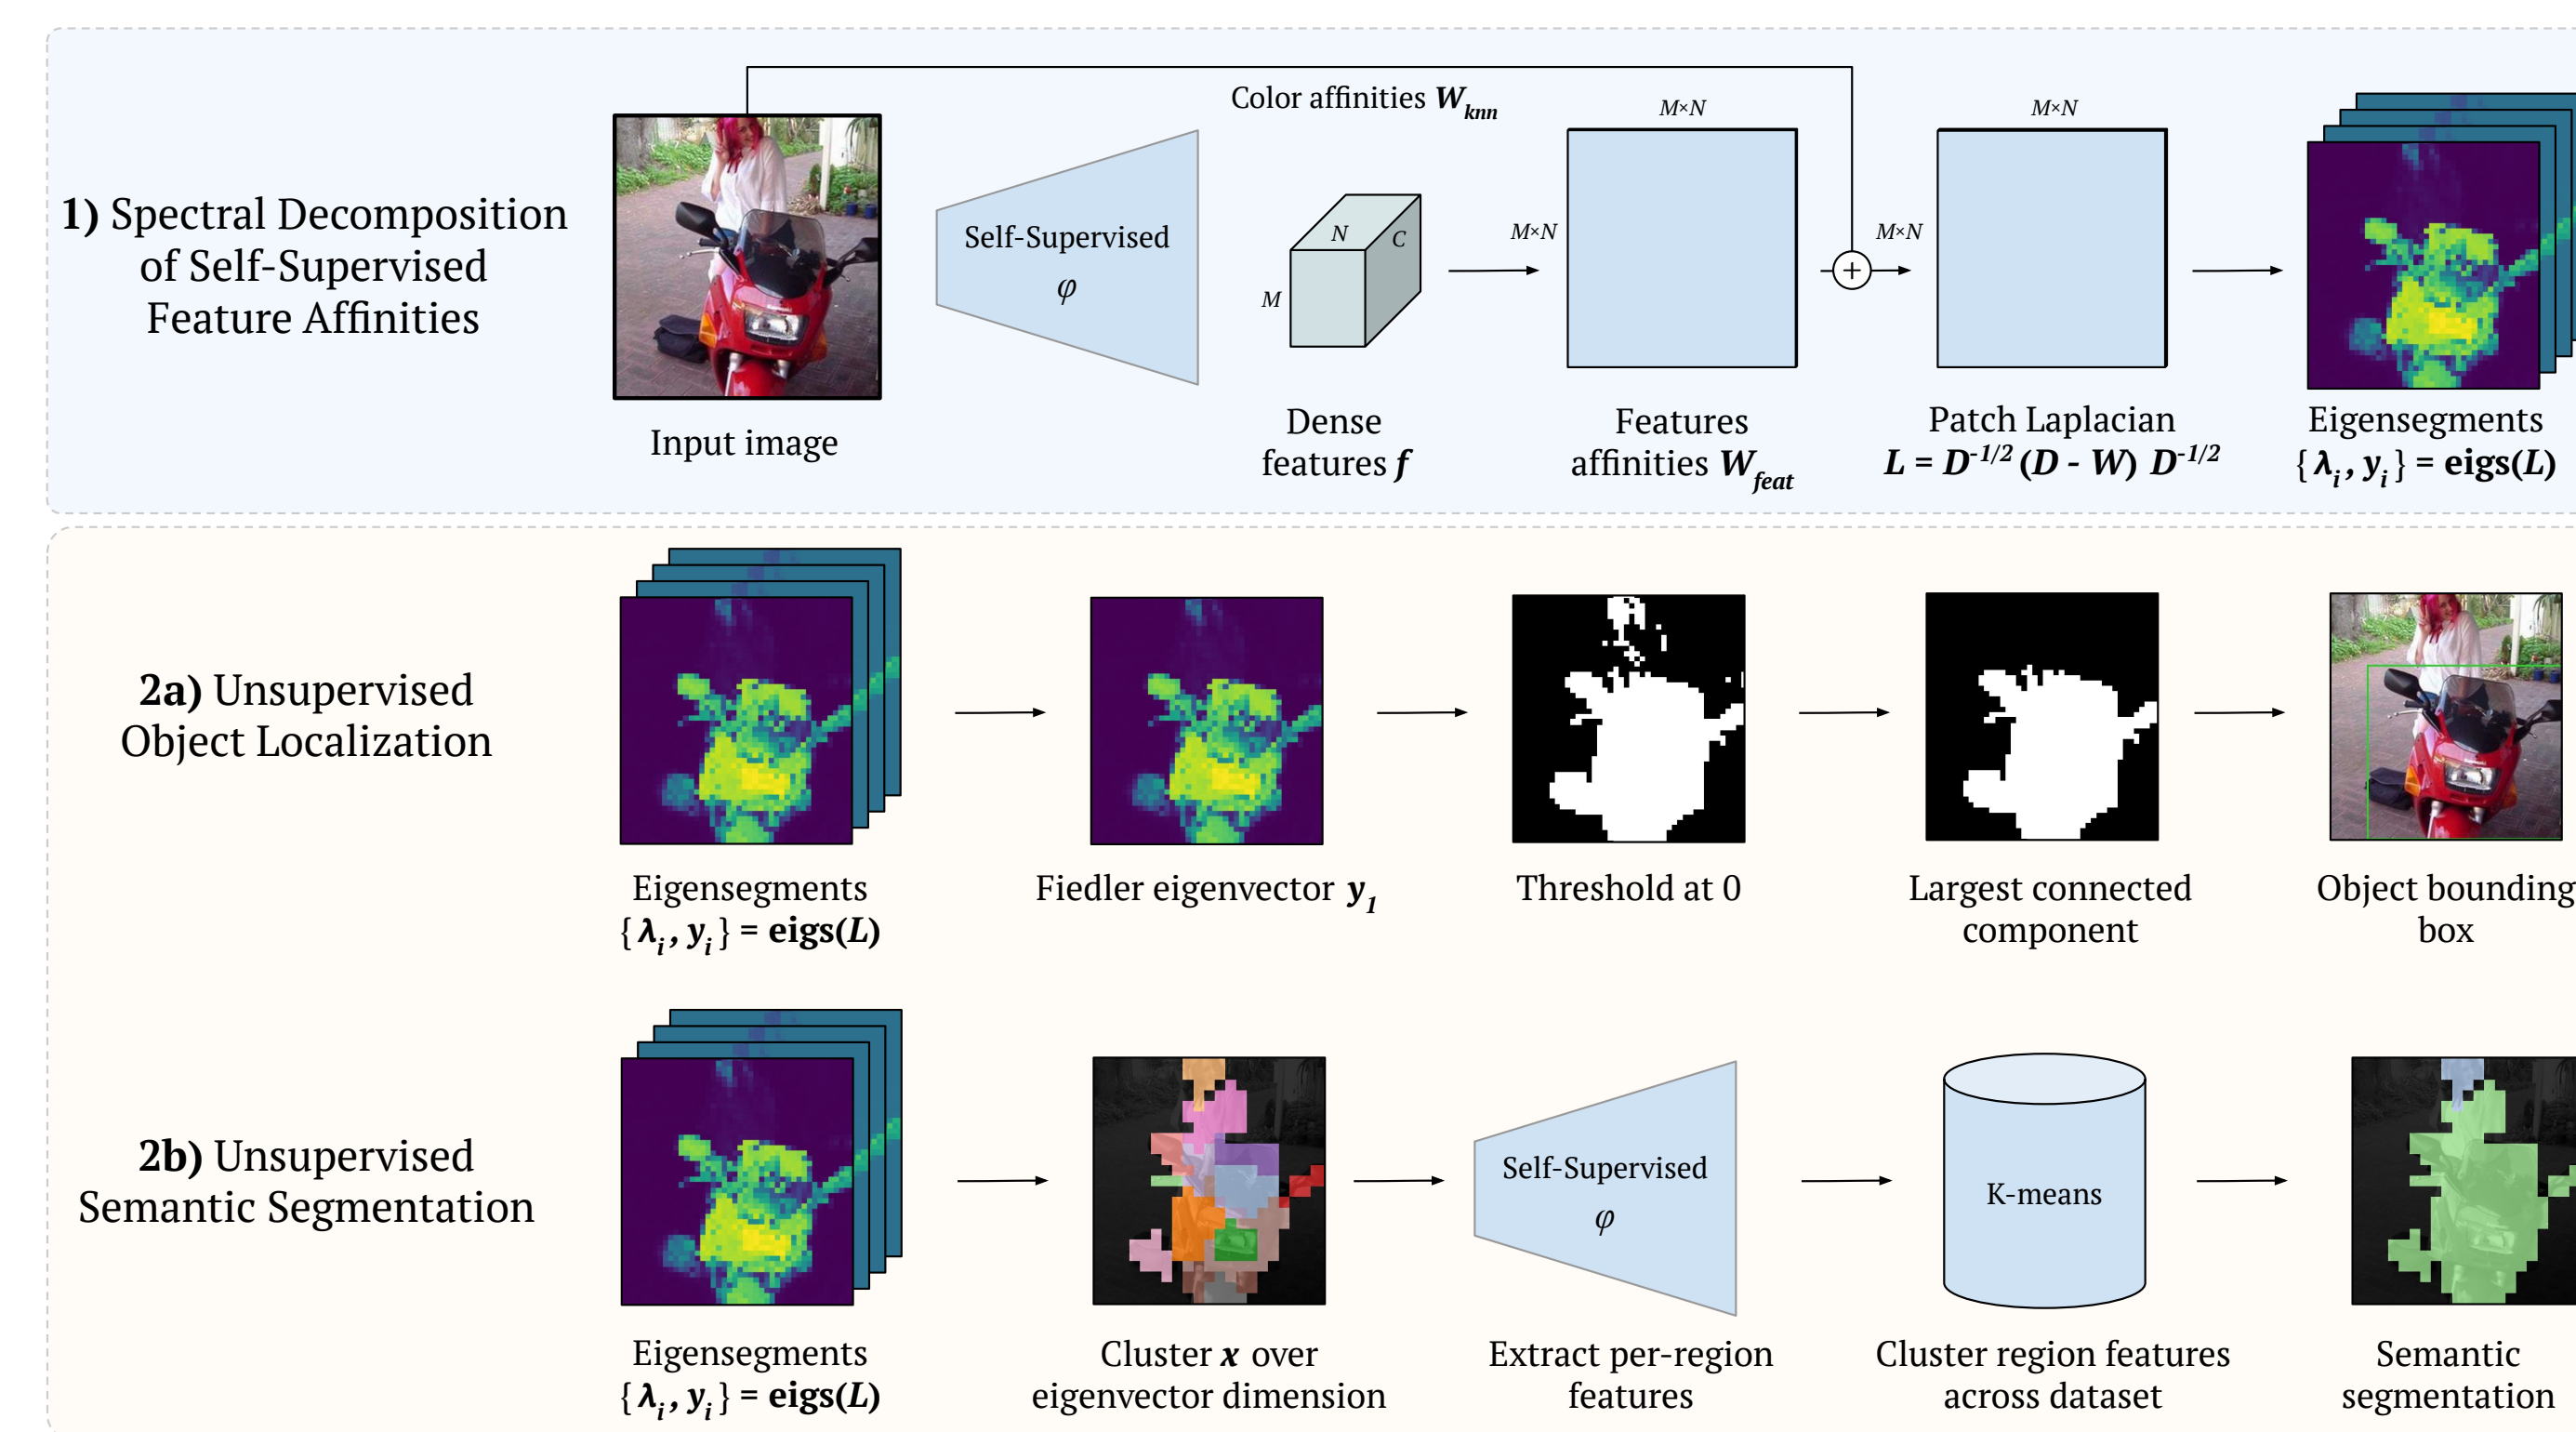 1) Spectral Decomposition
of Self-Supervised
Feature Affinities
Input image
Color affinities W_knn
Self-Supervised
φ
N
C
M
Dense
features f
M×N
M×N
Features
affinities W_feat
+
M×N
M×N
Patch Laplacian
L = D^-1/2 (D - W) D^-1/2
Eigensegments
{ λ_i, y_i } = eigs(L)
2a) Unsupervised
Object Localization
Eigensegments
{ λ_i, y_i } = eigs(L)
Fiedler eigenvector y_1
Threshold at 0
Largest connected
component
Object bounding
box
2b) Unsupervised
Semantic Segmentation
Eigensegments
{ λ_i, y_i } = eigs(L)
Cluster x over
eigenvector dimension
Self-Supervised
φ
Extract per-region
features
K-means
Cluster region features
across dataset
Semantic
segmentation